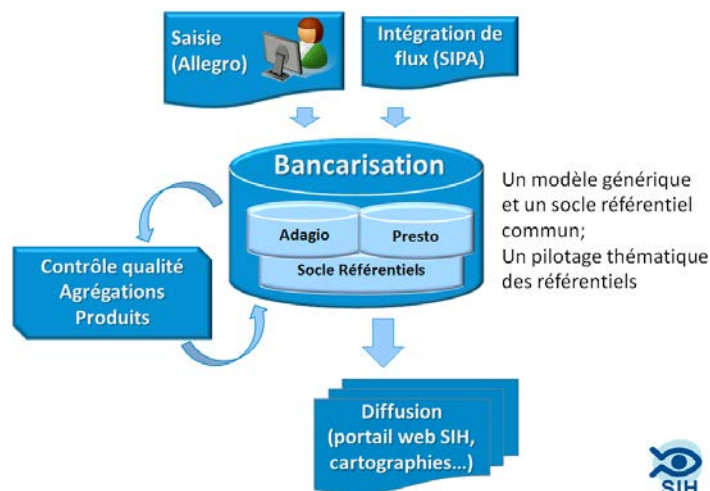 Saisie
(Allegro)
Intégration de
flux (SIPA)
Bancarisation
Adagio
Presto
Socle Référentiels
Un modèle générique
et un socle référentiel
commun;
Un pilotage thématique
des référentiels
Contrôle qualité
Agrégations
Produits
Diffusion
(portail web SIH,
cartographies...)
SIH